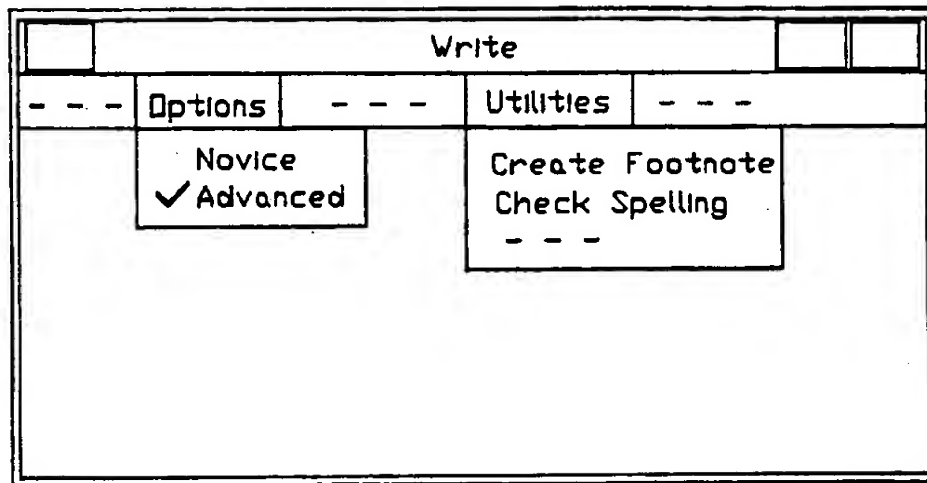 Write
- - - Options - - - Utilities - - -
Novice
✓ Advanced
Create Footnote
Check Spelling
- - -